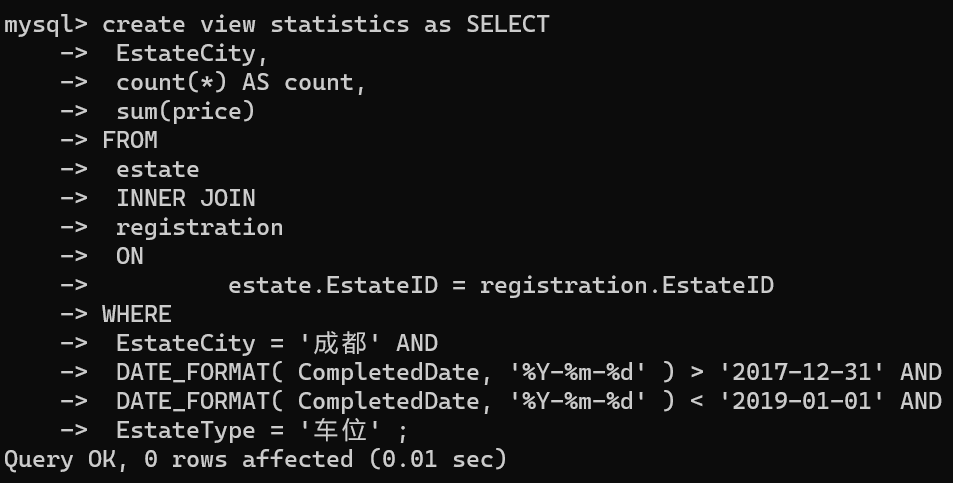 mysql> create view statistics as SELECT
    ->  EstateCity,
    ->  count(*) AS count,
    ->  sum(price)
    -> FROM
    ->  estate
    ->  INNER JOIN
    ->  registration
    ->  ON
    ->          estate.EstateID = registration.EstateID
    -> WHERE
    ->  EstateCity = '成都' AND
    ->  DATE_FORMAT( CompletedDate, '%Y-%m-%d' ) > '2017-12-31' AND
    ->  DATE_FORMAT( CompletedDate, '%Y-%m-%d' ) < '2019-01-01' AND
    ->  EstateType = '车位' ;
Query OK, 0 rows affected (0.01 sec)